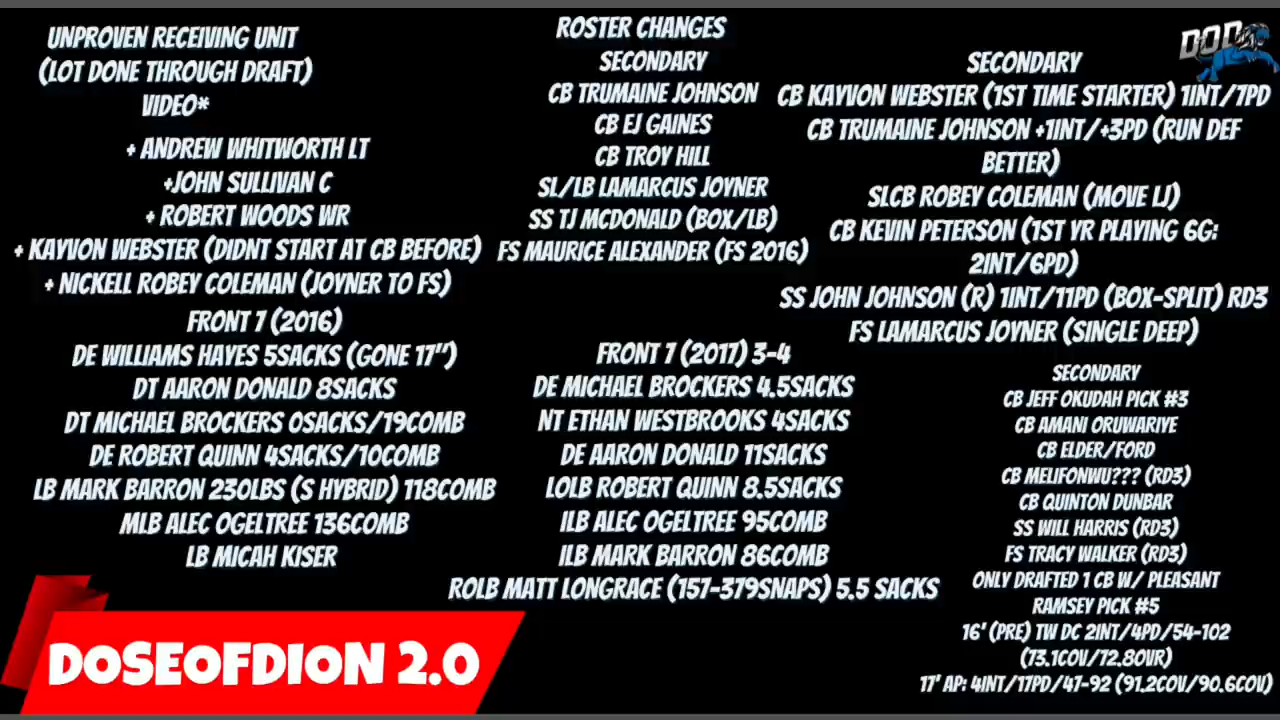 UNPROVEN RECEIVING UNIT
(LOT DONE THROUGH DRAFT)
VIDEO*
+ ANDREW WHITWORTH LT
+JOHN SULLIVAN C
+ ROBERT WOODS WR
+ KAYVON WEBSTER (DIDNT START AT CB BEFORE)
+ NICKELL ROBEY COLEMAN (JOYNER TO FS)
FRONT 7 (2016)
DE WILLIAMS HAYES 5SACKS (GONE 17")
DT AARON DONALD 8SACKS
DT MICHAEL BROCKERS 0SACKS/19COMB
DE ROBERT QUINN 4SACKS/10COMB
LB MARK BARRON 230LBS (S HYBRID) 118COMB
MLB ALEC OGELTREE 136COMB
LB MICAH KISER
ROSTER CHANGES
SECONDARY
CB TRUMAINE JOHNSON
CB EJ GAINES
CB TROY HILL
SL/LB LAMARCUS JOYNER
SS TJ MCDONALD (BOX/LB)
FS MAURICE ALEXANDER (FS 2016)
FRONT 7 (2017) 3-4
DE MICHAEL BROCKERS 4.5SACKS
NT ETHAN WESTBROOKS 4SACKS
DE AARON DONALD 11SACKS
LOLB ROBERT QUINN 8.5SACKS
ILB ALEC OGELTREE 95COMB
ILB MARK BARRON 86COMB
ROLB MATT LONGRACE (157-379SNAPS) 5.5 SACKS
DOD
SECONDARY
CB KAYVON WEBSTER (1ST TIME STARTER) 1INT/7PD
CB TRUMAINE JOHNSON +1INT/+3PD (RUN DEF
BETTER)
SLCB ROBEY COLEMAN (MOVE LJ)
CB KEVIN PETERSON (1ST YR PLAYING 6G:
2INT/6PD)
SS JOHN JOHNSON (R) 1INT/11PD (BOX-SPLIT) RD3
FS LAMARCUS JOYNER (SINGLE DEEP)
SECONDARY
CB JEFF OKUDAH PICK #3
CB AMANI ORUWARIYE
CB ELDER/FORD
CB MELIFONWU??? (RD3)
CB QUINTON DUNBAR
SS WILL HARRIS (RD3)
FS TRACY WALKER (RD3)
ONLY DRAFTED 1 CB W/ PLEASANT
RAMSEY PICK #5
16' (PRE) TW DC 2INT/4PD/54-102
(73.1COV/72.8OVR)
17' AP: 4INT/17PD/47-92 (91.2COV/90.6COV)
DOSEOFDION 2.0